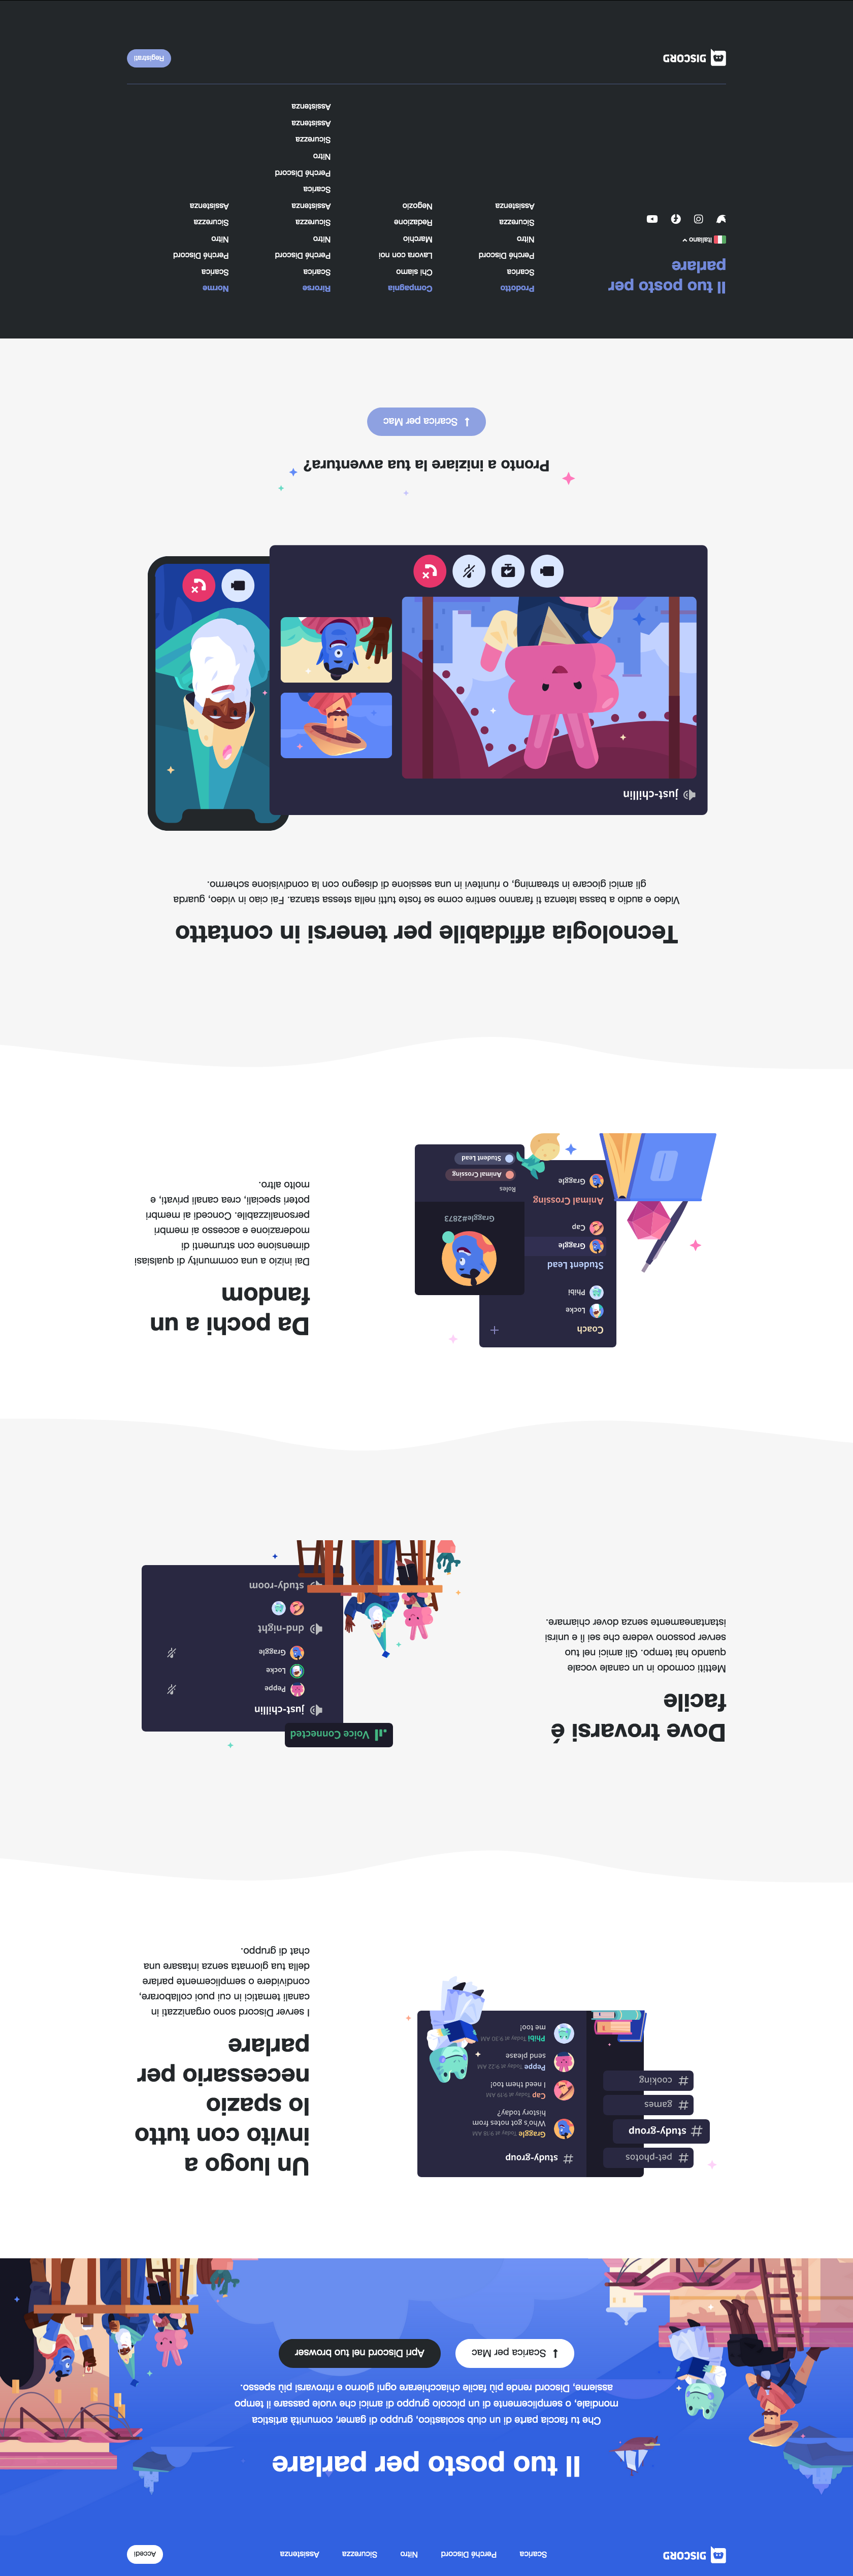 DISCORD
Scarica
Perché Discord
Nitro
Sicurezza
Assistenza
Accedi
Il tuo posto per parlare
Che tu faccia parte di un club scolastico, gruppo di gamer, comunità artistica
mondiale, o semplicemente di un piccolo gruppo di amici che vuole passare il tempo
assieme, Discord rende più facile chiacchierare ogni giorno e ritrovarsi più spesso.
Scarica per Mac
Apri Discord nel tuo browser
# pet-photos
# study-group
# games
# cooking
# study-group
Graggle Today at 9:18 AM
Who's got notes from
history today?
Cap Today at 9:19 AM
I need them too!
Peppe Today at 9:22 AM
send please
Phibi Today at 9:30 AM
me too!
Un luogo a
invito con tutto
lo spazio
necessario per
parlare
I server Discord sono organizzati in
canali tematici in cui puoi collaborare,
condividere o semplicemente parlare
della tua giornata senza intasare una
chat di gruppo.
Dove trovarsi é
facile
Mettiti comodo in un canale vocale
quando hai tempo. Gli amici nel tuo
server possono vedere che sei lì e unirsi
istantaneamente senza dover chiamare.
Voice Connected
just-chillin
Peppe
Locke
Graggle
dnd-night
study-room
Coach
Locke
Phibi
Student Lead
Graggle
Cap
Animal Crossing
Graggle
Graggle#2873
Roles
Animal Crossing
Student Lead
Da pochi a un
fandom
Dai inizio a una community di qualsiasi
dimensione con strumenti di
moderazione e accesso ai membri
personalizzabile. Concedi ai membri
poteri speciali, crea canali privati, e
molto altro.
Tecnologia affidabile per tenersi in contatto
Video e audio a bassa latenza ti faranno sentire come se foste tutti nella stessa stanza. Fai ciao in video, guarda
gli amici giocare in streaming, o riunitevi in una sessione di disegno con la condivisione schermo.
just-chillin
Pronto a iniziare la tua avventura?
Scarica per Mac
Il tuo posto per
parlare
Italiano
Prodotto
Scarica
Perché Discord
Nitro
Sicurezza
Assistenza
Compagnia
Chi siamo
Lavora con noi
Marchio
Redazione
Negozio
Rirorse
Scarica
Perché Discord
Nitro
Sicurezza
Assistenza
Scarica
Perché Discord
Nitro
Sicurezza
Assistenza
Assistenza
Norme
Scarica
Perché Discord
Nitro
Sicurezza
Assistenza
DISCORD
Registrati